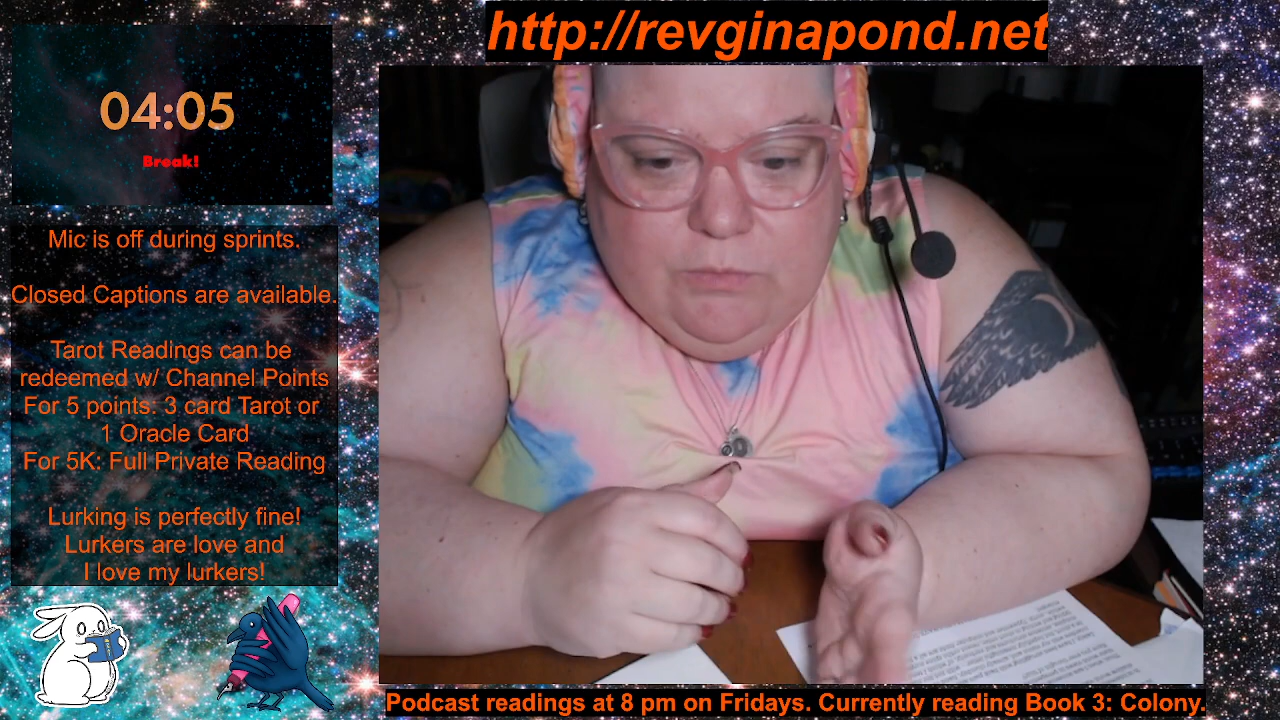 http://revginapond.net
04:05
Break!
Mic is off during sprints.
Closed Captions are available.
Tarot Readings can be
redeemed w/ Channel Points
For 5 points: 3 card Tarot or
1 Oracle Card
For 5K: Full Private Reading
Lurking is perfectly fine!
Lurkers are love and
I love my lurkers!
Podcast readings at 8 pm on Fridays. Currently reading Book 3: Colony.